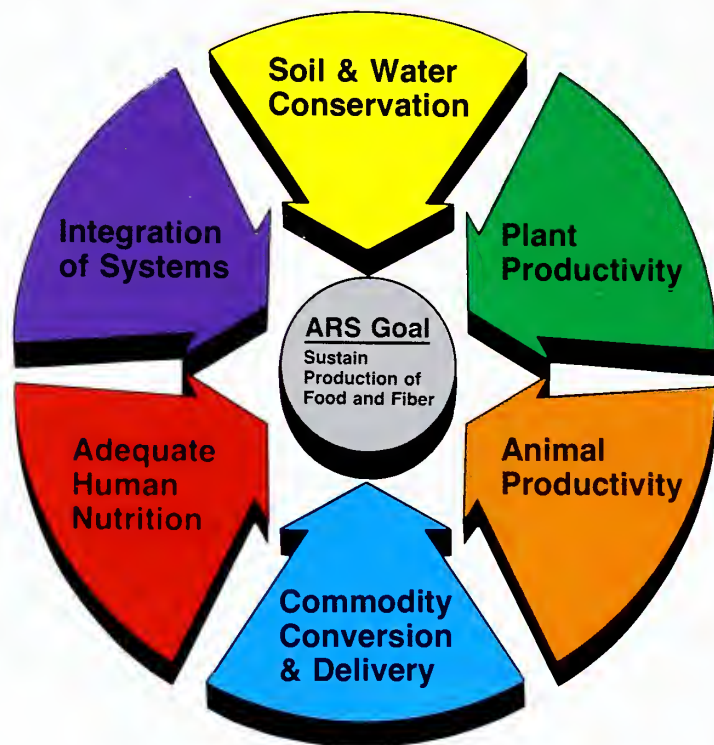 Soil & Water
Conservation
Plant
Productivity
Animal
Productivity
Commodity
Conversion
& Delivery
Adequate
Human
Nutrition
Integration
of Systems
ARS Goal
Sustain
Production of
Food and Fiber